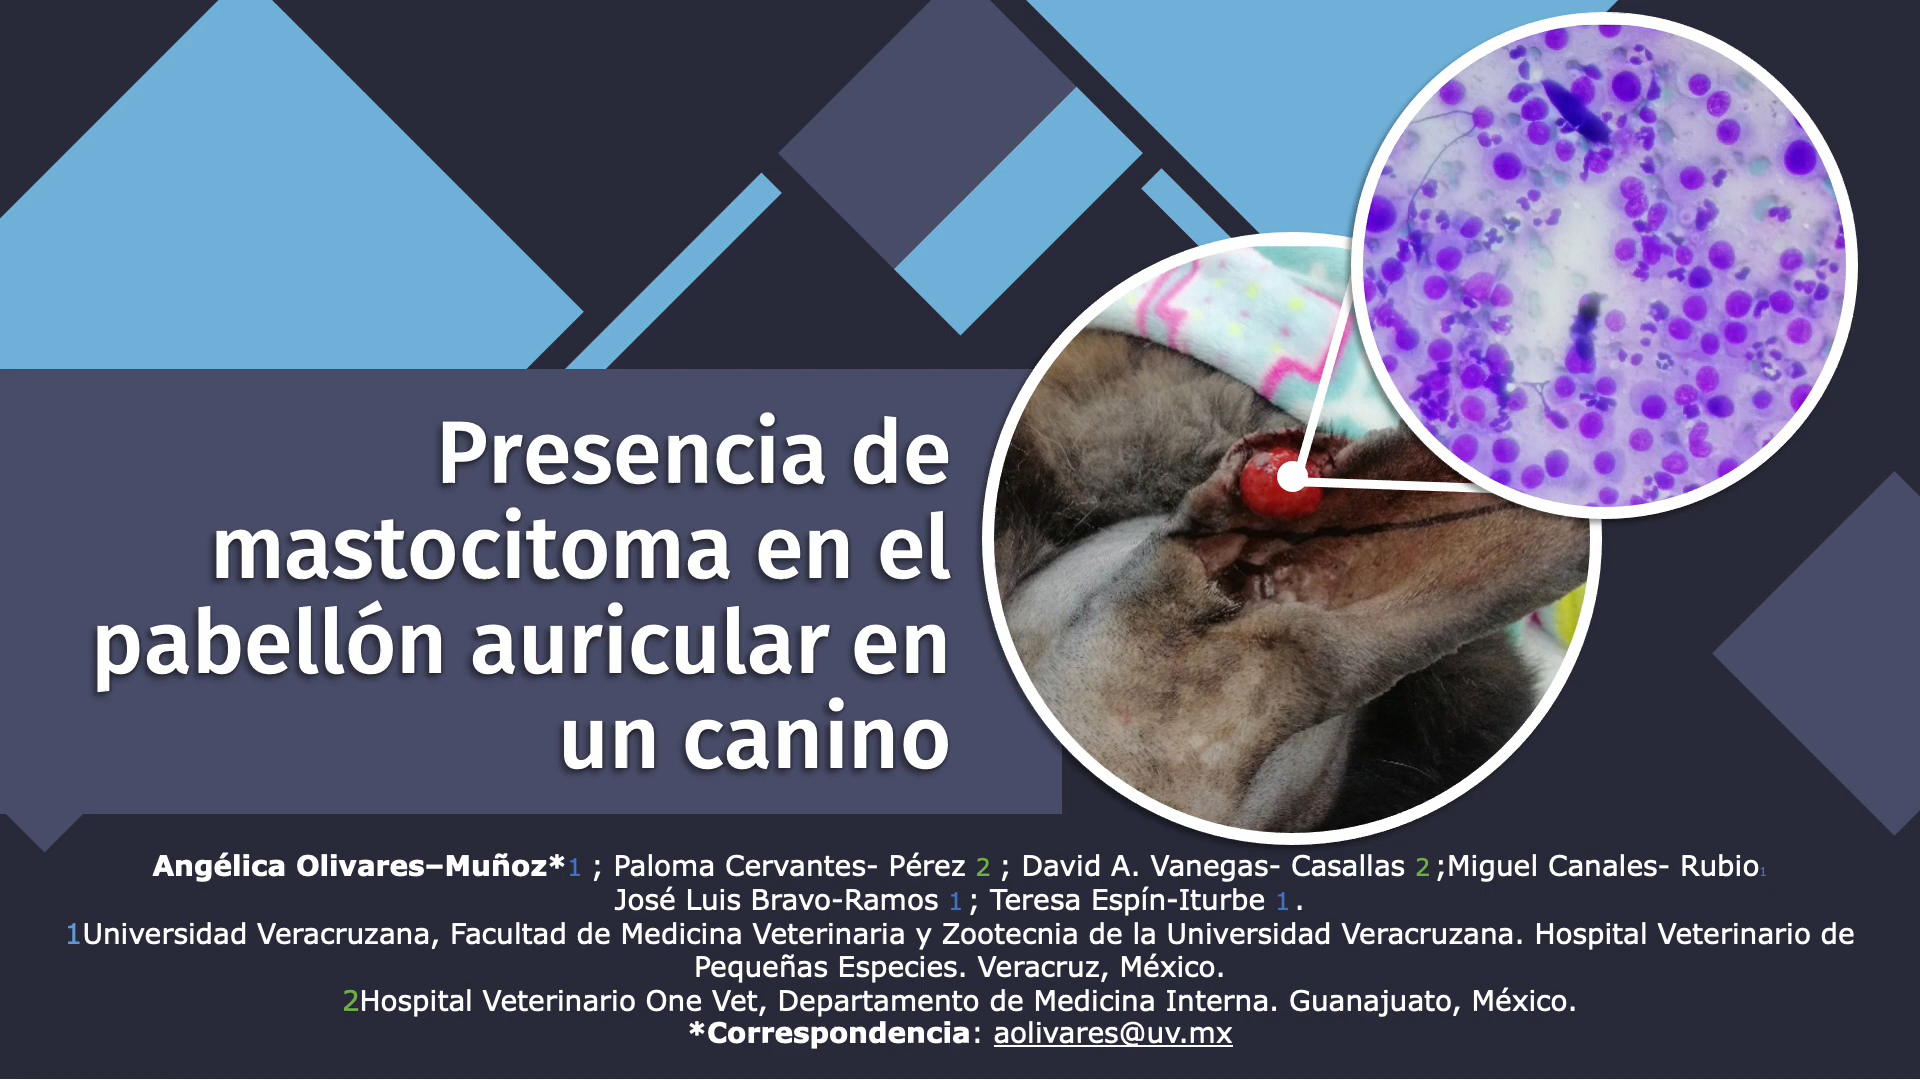 Presencia de
mastocitoma en el
pabellón auricular en
un canino
Angélica Olivares–Muñoz*1 ; Paloma Cervantes- Pérez 2 ; David A. Vanegas- Casallas 2 ;Miguel Canales- Rubio1
José Luis Bravo-Ramos 1 ; Teresa Espín-Iturbe 1 .
1Universidad Veracruzana, Facultad de Medicina Veterinaria y Zootecnia de la Universidad Veracruzana. Hospital Veterinario de
Pequeñas Especies. Veracruz, México.
2Hospital Veterinario One Vet, Departamento de Medicina Interna. Guanajuato, México.
*Correspondencia: aolivares@uv.mx